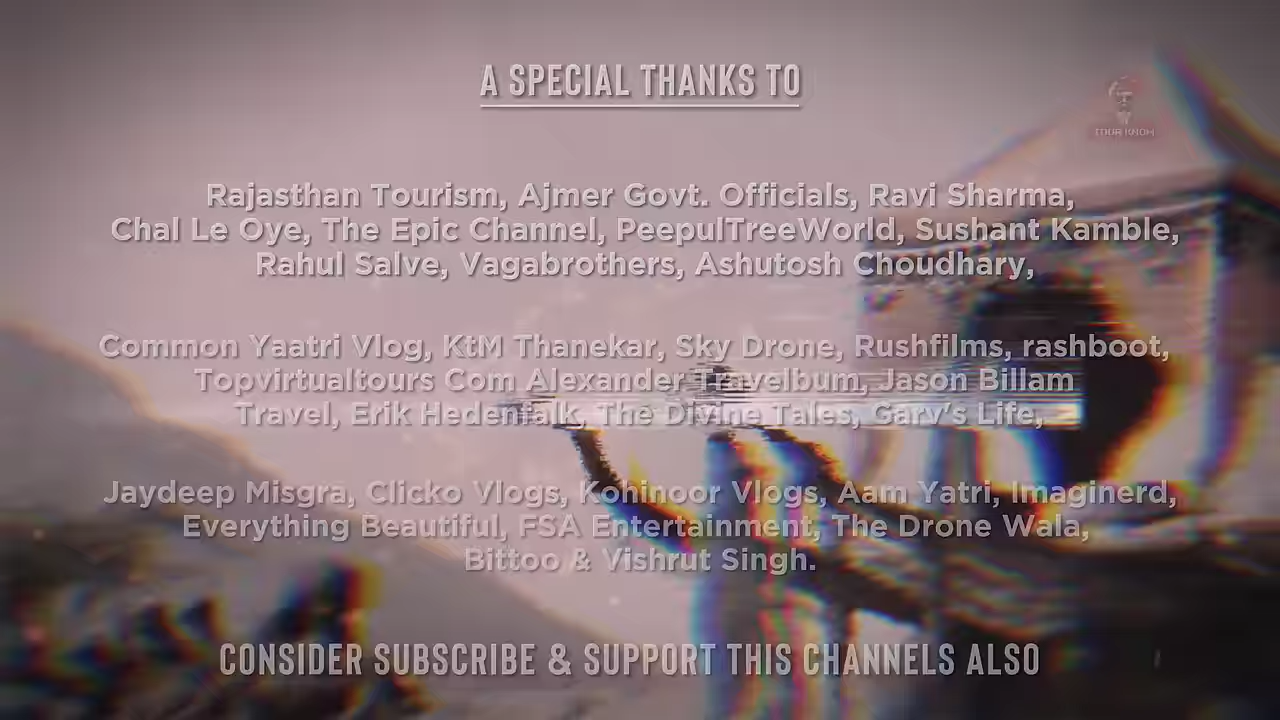 A SPECIAL THANKS TO
TOUR KNOM
Rajasthan Tourism, Ajmer Govt. Officials, Ravi Sharma,
Chal Le Oye, The Epic Channel, PeepulTreeWorld, Sushant Kamble,
Rahul Salve, Vagabrothers, Ashutosh Choudhary,
Common Yaatri Vlog, KtM Thanekar, Sky Drone, Rushfilms, rashboot,
Topvirtualtours Com Alexander Travelbum, Jason Billam
Travel, Erik Hedenfalk, The Divine Tales, Garv's Life,
Jaydeep Misgra, Clicko Vlogs, Kohinoor Vlogs, Aam Yatri, Imaginerd,
Everything Beautiful, FSA Entertainment, The Drone Wala,
Bittoo & Vishrut Singh.
CONSIDER SUBSCRIBE & SUPPORT THIS CHANNELS ALSO